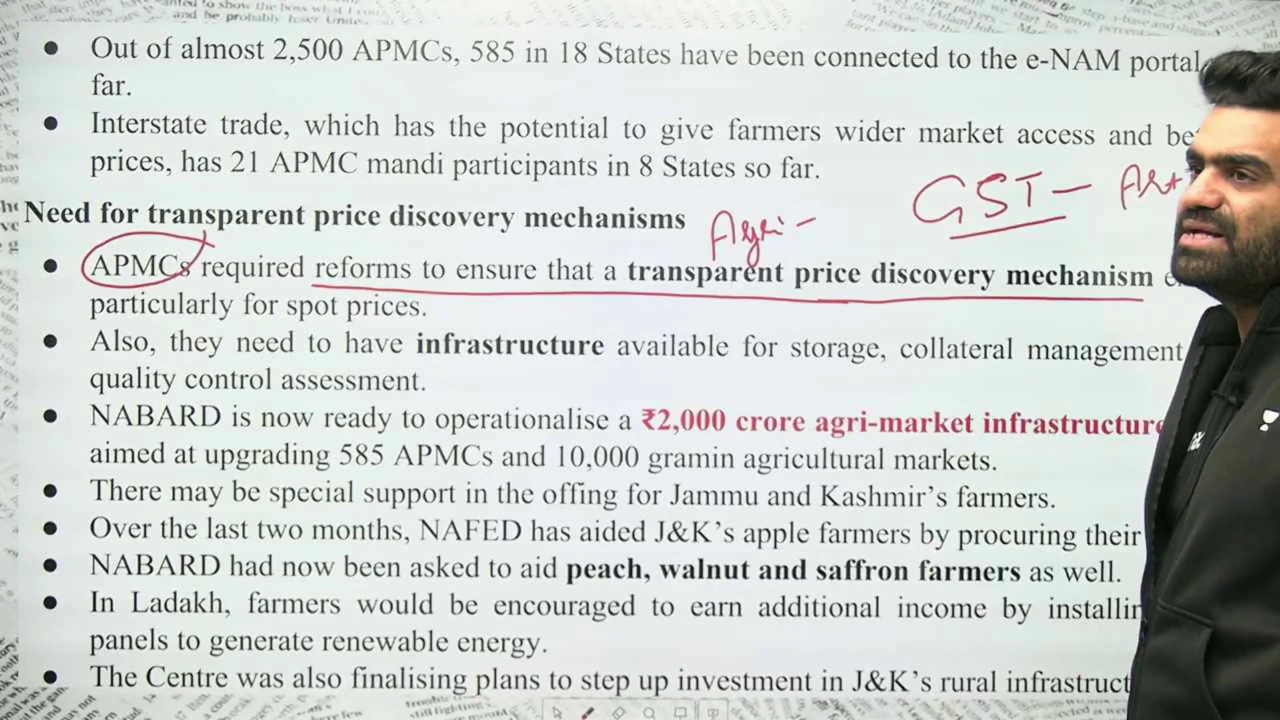 Out of almost 2,500 APMCs, 585 in 18 States have been connected to the e-NAM portal
far.
Interstate trade, which has the potential to give farmers wider market access and be
prices, has 21 APMC mandi participants in 8 States so far.
GST –
Need for transparent price discovery mechanisms
Agri –
APMCs required reforms to ensure that a transparent price discovery mechanism
particularly for spot prices.
Also, they need to have infrastructure available for storage, collateral management
quality control assessment.
NABARD is now ready to operationalise a ₹2,000 crore agri-market infrastructure
aimed at upgrading 585 APMCs and 10,000 gramin agricultural markets.
There may be special support in the offing for Jammu and Kashmir's farmers.
Over the last two months, NAFED has aided J&K's apple farmers by procuring their
NABARD had now been asked to aid peach, walnut and saffron farmers as well.
In Ladakh, farmers would be encouraged to earn additional income by installin
panels to generate renewable energy.
The Centre was also finalising plans to step up investment in J&K's rural infrastruct